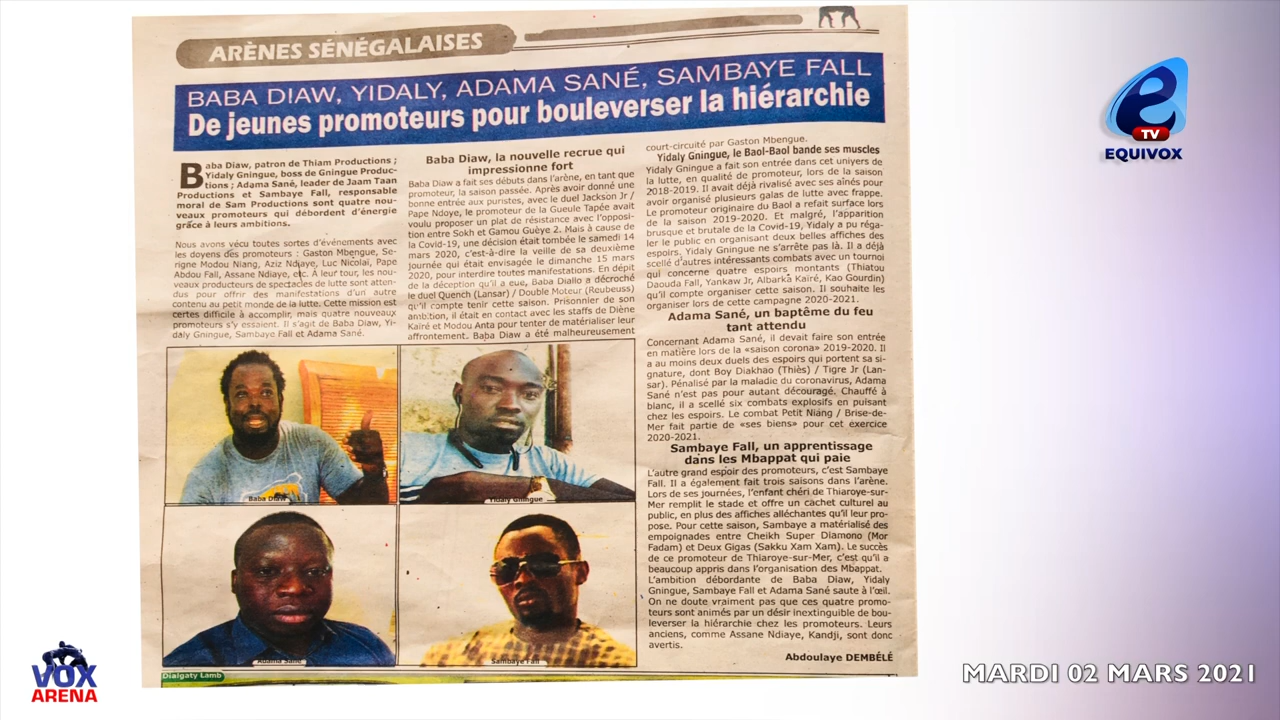 ARÈNES SÉNÉGALAISES
BABA DIAW, YIDALY, ADAMA SANÉ, SAMBAYE FALL
De jeunes promoteurs pour bouleverser la hiérarchie
Baba Diaw, patron de Thiam Productions ;
Yidaly Gningue, boss de Gningue Produc-
tions ; Adama Sané, leader de Jaam Taan
Productions et Sambaye Fall, responsable
moral de Sam Productions sont quatre nou-
veaux promoteurs qui débordent d’énergie
grâce à leurs ambitions.
Nous avons vécu toutes sortes d’événements avec
les doyens des promoteurs : Gaston Mbengue, Se-
rigne Modou Niang, Aziz Ndiaye, Luc Nicolaï, Pape
Abdou Fall, Assane Ndiaye, etc. À leur tour, les nou-
veaux producteurs de spectacles de lutte sont atten-
dus pour offrir des manifestations d’un autre
contenu au petit monde de la lutte. Cette mission est
certes difficile à accomplir, mais quatre nouveaux
promoteurs s’y essaient. Il s’agit de Baba Diaw, Yi-
daly Gningue, Sambaye Fall et Adama Sané.
Baba Diaw, la nouvelle recrue qui
impressionne fort
Baba Diaw a fait ses débuts dans l’arène, en tant que
promoteur, la saison passée. Après avoir donné une
bonne entrée aux puristes, avec le duel Jackson Jr /
Pape Ndoye, le promoteur de la Gueule Tapée avait
voulu proposer un plat de résistance avec l’opposi-
tion entre Sokh et Gamou Guèye 2. Mais à cause de
la Covid-19, une décision était tombée le samedi 14
mars 2020, c’est-à-dire la veille de sa deuxième
journée qui était envisagée le dimanche 15 mars
2020, pour interdire toutes manifestations. En dépit
de la déception qu’il a eue, Baba Diallo a décroché
le duel Quench (Lansar) / Double Moteur (Reubeuss)
qu’il compte tenir cette saison. Prisonnier de son
ambition, il était en contact avec les staffs de Diène
Kairé et Modou Anta pour tenter de matérialiser leur
affrontement. Baba Diaw a été malheureusement
court-circuité par Gaston Mbengue.
Yidaly Gningue, le Baol-Baol bande ses muscles
Yidaly Gningue a fait son entrée dans cet univers de
la lutte, en qualité de promoteur, lors de la saison
2018-2019. Il avait déjà rivalisé avec ses aînés pour
avoir organisé plusieurs galas de lutte avec frappe.
Le promoteur originaire du Baol a refait surface lors
de la saison 2019-2020. Et malgré, l’apparition
brusque et brutale de la Covid-19, Yidaly a pu réga-
ler le public en organisant deux belles affiches des
espoirs. Yidaly Gningue ne s’arrête pas là. Il a déjà
scellé d’autres intéressants combats avec un tournoi
qui concerne quatre espoirs montants (Thiatou
Daouda Fall, Yankaw Jr, Albarka Kairé, Kao Gourdin)
qu’il compte organiser cette saison. Il souhaite les
organiser lors de cette campagne 2020-2021.
Adama Sané, un baptême du feu
tant attendu
Concernant Adama Sané, il devait faire son entrée
en matière lors de la «saison corona» 2019-2020. Il
a au moins deux duels des espoirs qui portent sa si-
gnature, dont Boy Diakhao (Thiès) / Tigre Jr (Lan-
sar). Pénalisé par la maladie du coronavirus, Adama
Sané n’est pas pour autant découragé. Chauffé à
blanc, il a scellé six combats explosifs en puisant
chez les espoirs. Le combat Petit Niang / Brise-de-
Mer fait partie de «ses biens» pour cet exercice
2020-2021.
Sambaye Fall, un apprentissage
dans les Mbappat qui paie
L’autre grand espoir des promoteurs, c’est Sambaye
Fall. Il a également fait trois saisons dans l’arène.
Lors de ses journées, l’enfant chéri de Thiaroye-sur-
Mer remplit le stade et offre un cachet culturel au
public, en plus des affiches alléchantes qu’il leur pro-
pose. Pour cette saison, Sambaye a matérialisé des
empoignades entre Cheikh Super Diamono (Mor
Fadam) et Deux Gigas (Sakku Xam Xam). Le succès
de ce promoteur de Thiaroye-sur-Mer, c’est qu’il a
beaucoup appris dans l’organisation des Mbappat.
L’ambition débordante de Baba Diaw, Yidaly
Gningue, Sambaye Fall et Adama Sané saute à l’œil.
On ne doute vraiment pas que ces quatre promo-
teurs sont animés par un désir inextinguible de bou-
leverser la hiérarchie chez les promoteurs. Leurs
anciens, comme Assane Ndiaye, Kandji, sont donc
avertis.
Abdoulaye DEMBÉLÉ
Baba Diaw
Yidaly Gningue
Adama Sané
Sambaye Fall
Dialgaty Lamb
e
TV
EQUIVOX
VOX
ARENA
MARDI 02 MARS 2021